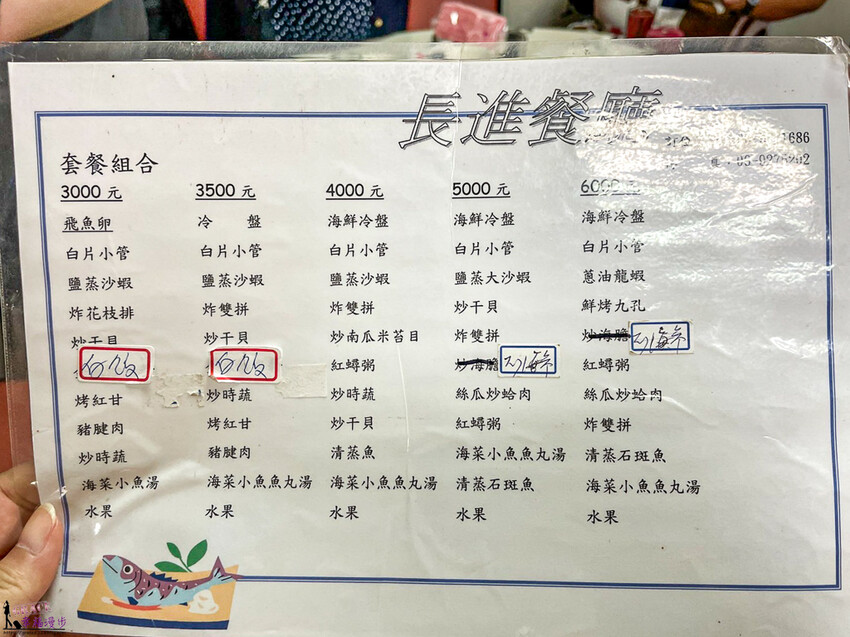 長進餐廳
686
套餐組合
3000 元
飛魚卵
白片小管
鹽蒸沙蝦
炸花枝排
炒干貝
白飯
烤紅甘
豬腱肉
炒時蔬
海菜小魚湯
水果
3500 元
冷 盤
白片小管
鹽蒸沙蝦
炸雙拼
炒干貝
白飯
炒時蔬
烤紅甘
豬腱肉
海菜小魚魚丸湯
水果
4000 元
海鮮冷盤
白片小管
鹽蒸沙蝦
炸雙拼
炒南瓜米苔目
紅蟳粥
炒時蔬
炒干貝
清蒸魚
海菜小魚魚丸湯
水果
5000 元
海鮮冷盤
白片小管
鹽蒸大沙蝦
炒干貝
炸雙拼
炒海膽
絲瓜炒蛤肉
紅蟳粥
海菜小魚魚丸湯
清蒸石斑魚
水果
6000 元
海鮮冷盤
白片小管
蔥油龍蝦
鮮烤九孔
炒海膽
紅蟳粥
絲瓜炒蛤肉
炸雙拼
清蒸石斑魚
海菜小魚魚丸湯
水果